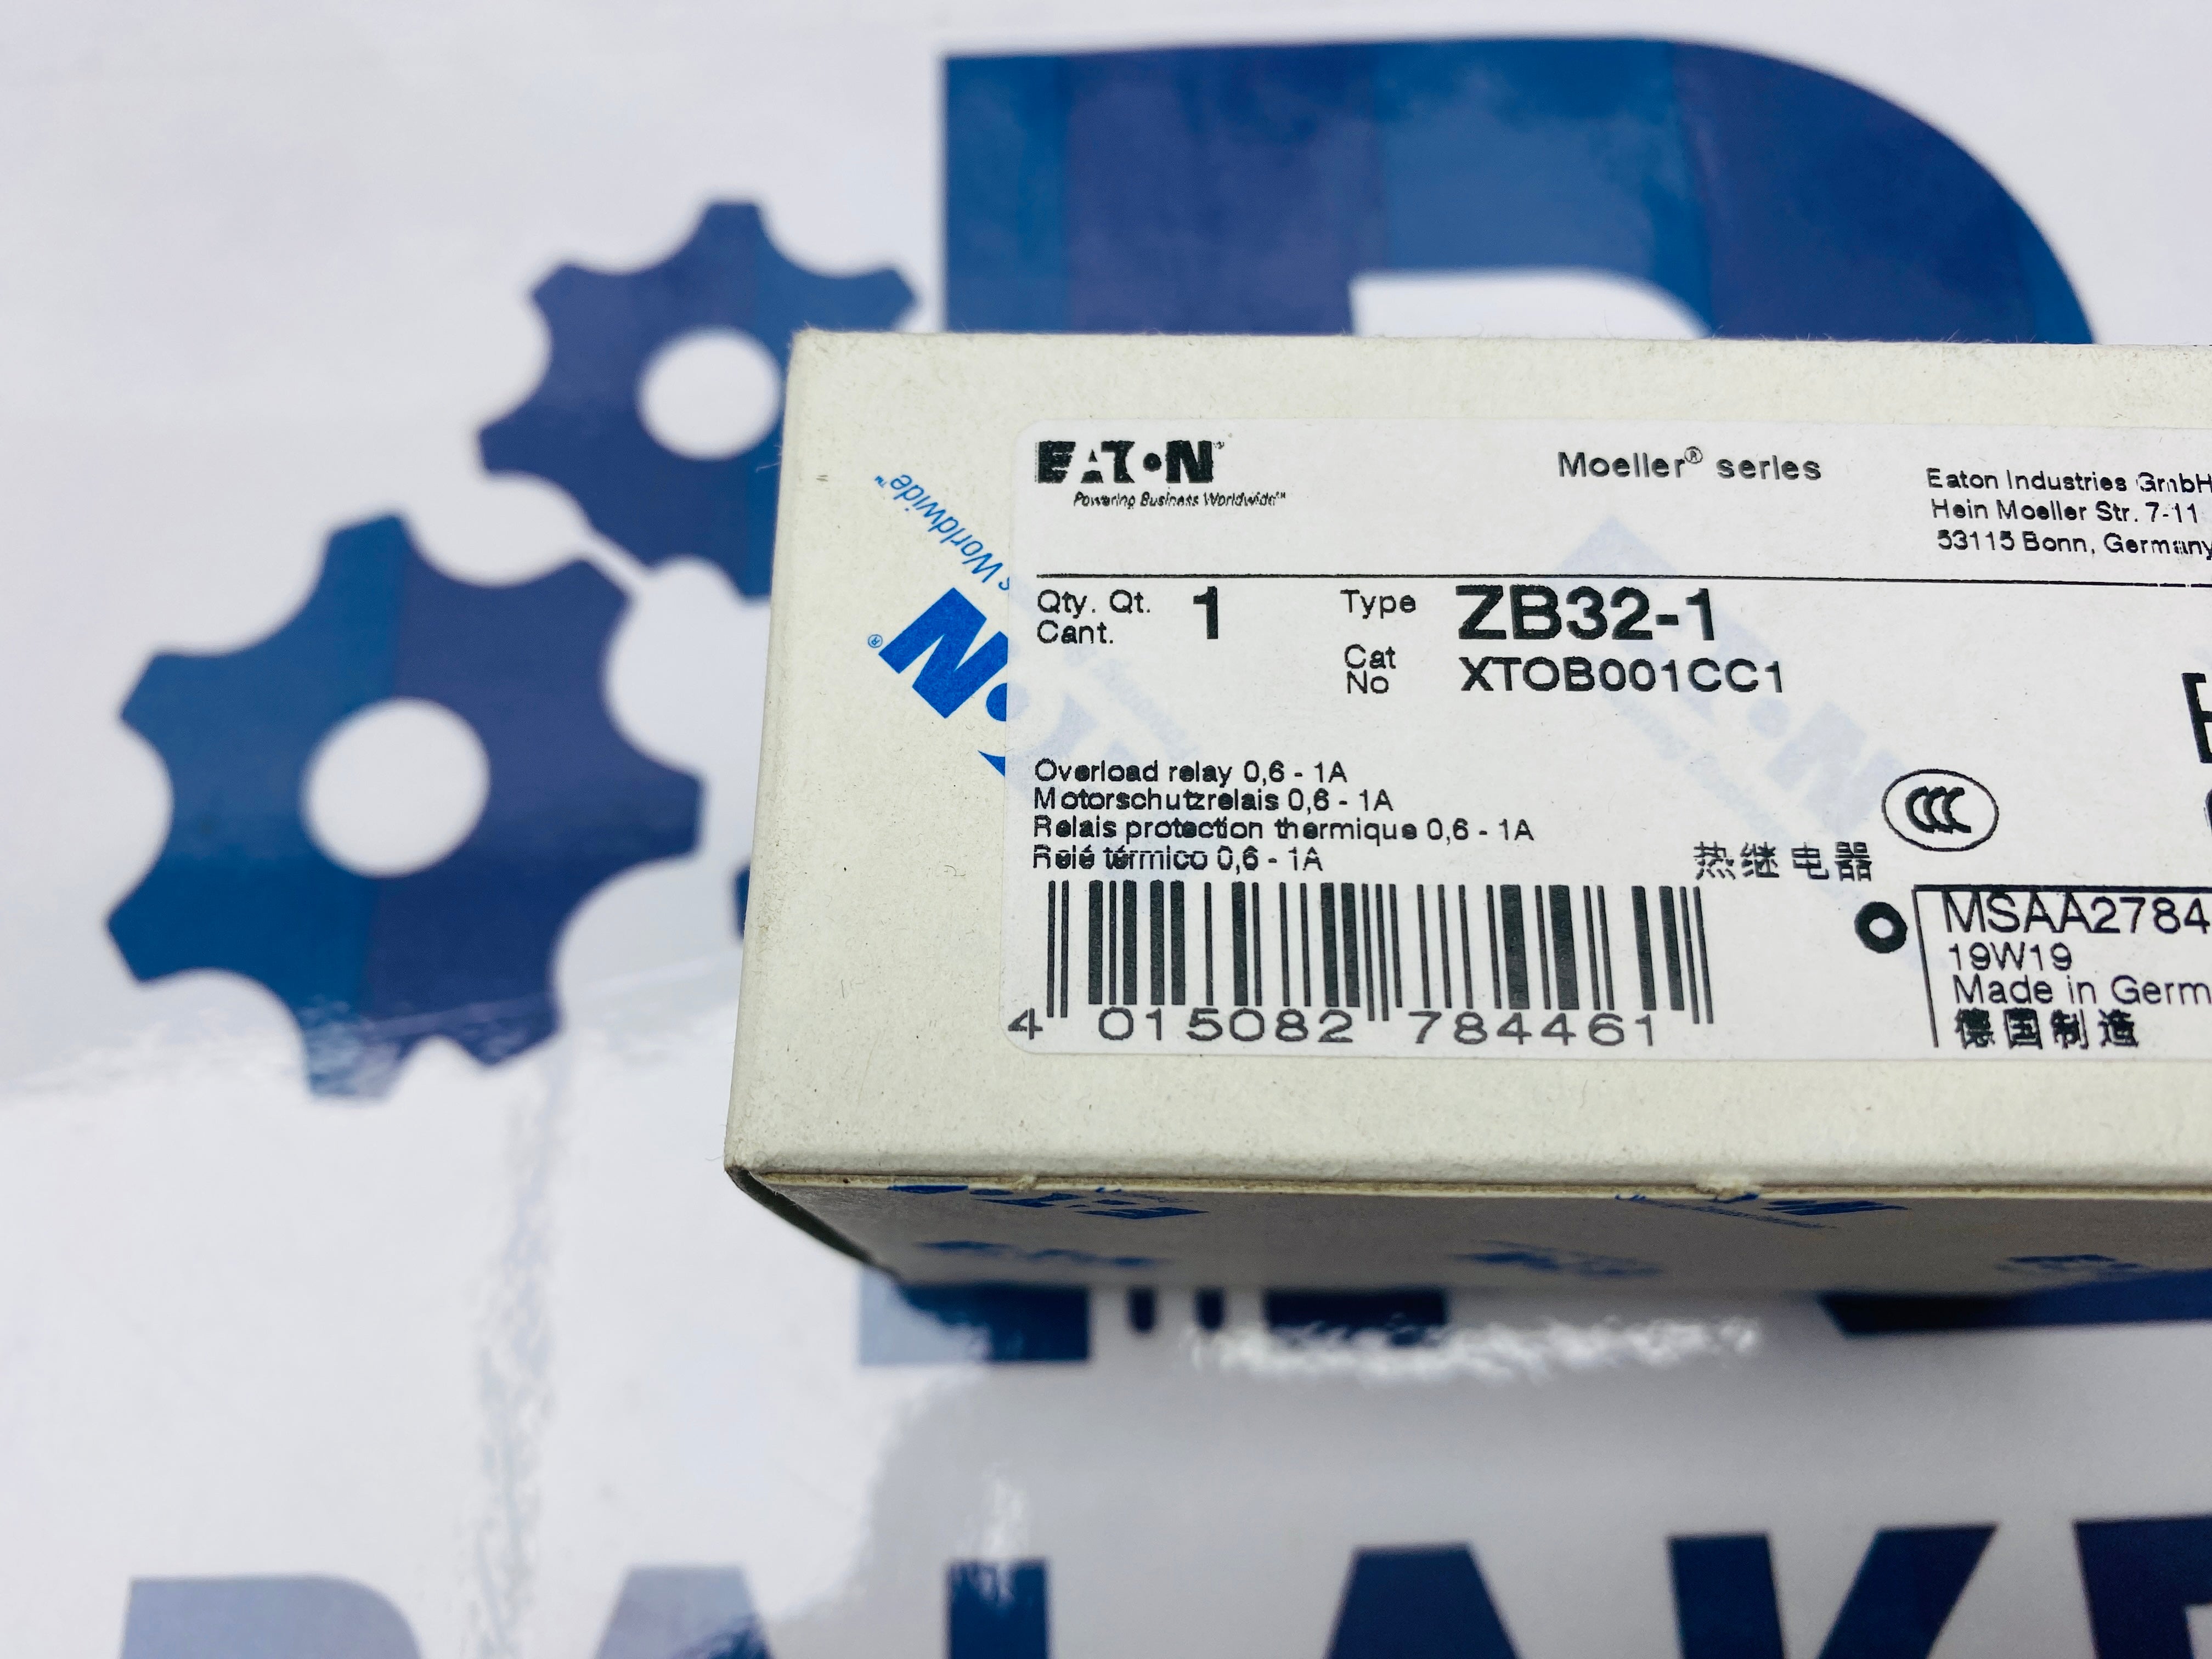 EATON
Powering Business Worldwide™
Moeller® series
Eaton Industries GmbH
Hein Moeller Str. 7-11
53115 Bonn, Germany
Qty. Qt.
Cant.
1
Type ZB32-1
Cat
No
XTOB001CC1
Overload relay 0,6 - 1A
Motorschutzrelais 0,6 - 1A
Relais protection thermique 0,6 - 1A
Relé térmico 0,6 - 1A
热继电器
CCC
4 015082 784461
MSAA2784
19W19
Made in Germ
德国制造
Worldwide™